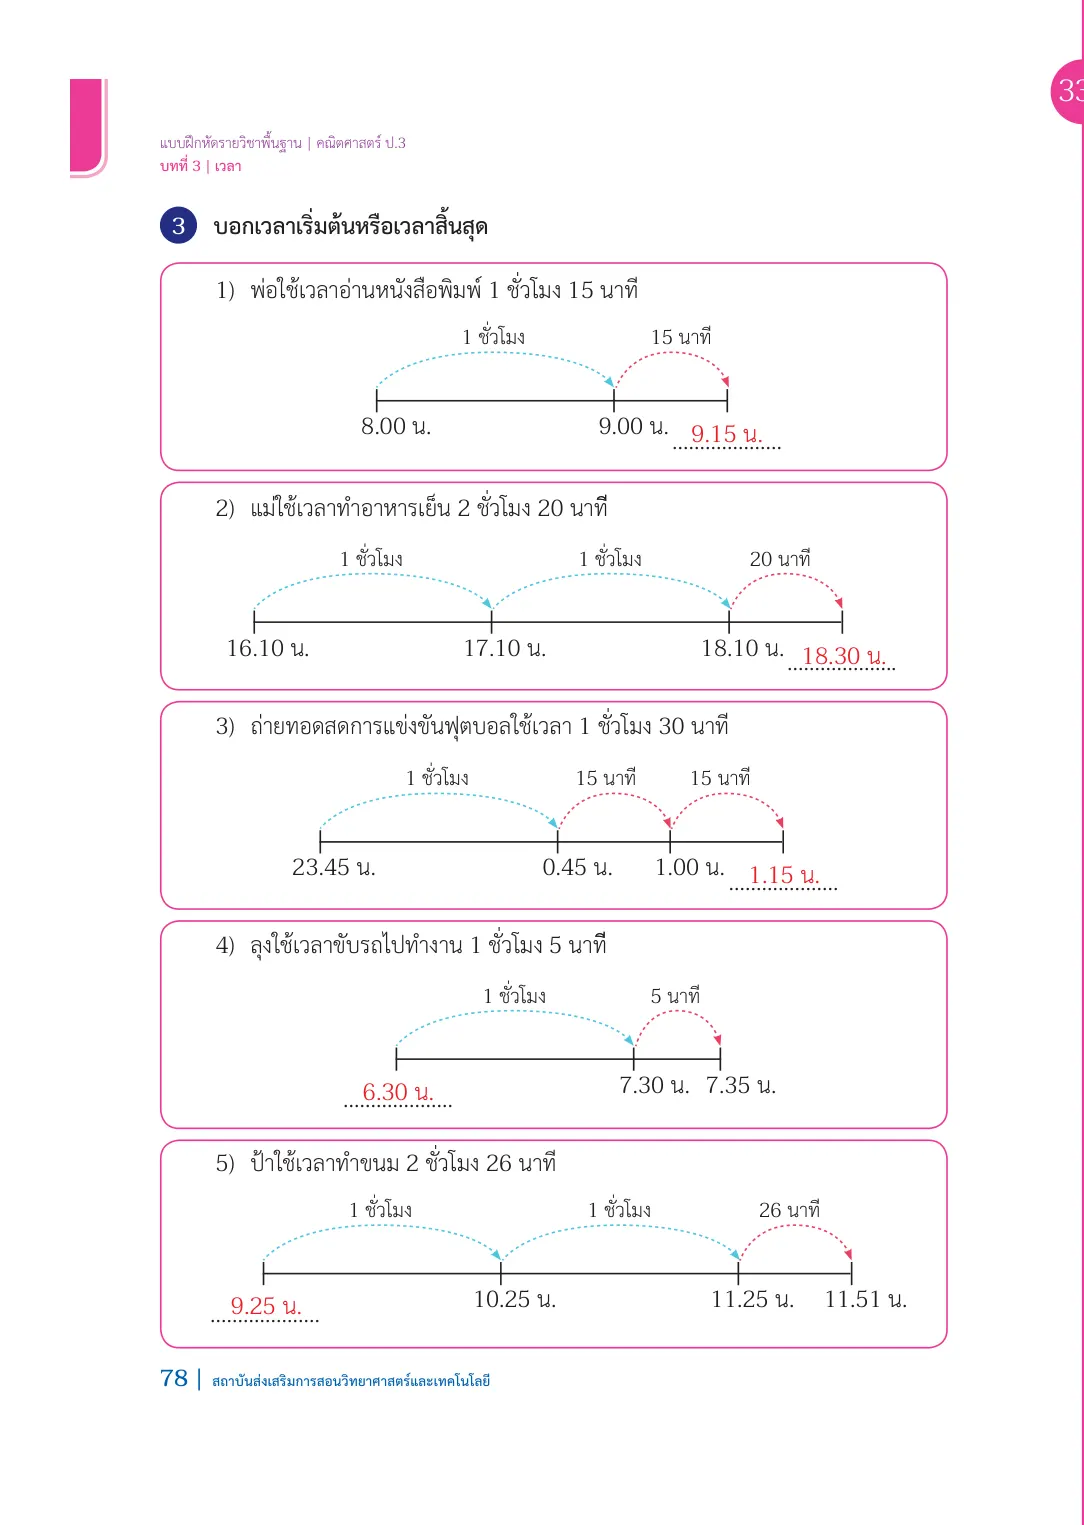 33
แบบฝึกหัดรายวิชาพื้นฐาน | คณิตศาสตร์ ป.3
บทที่ 3 | เวลา
3 บอกเวลาเริ่มต้นหรือเวลาสิ้นสุด
1) พ่อใช้เวลาอ่านหนังสือพิมพ์ 1 ชั่วโมง 15 นาที
1 ชั่วโมง 15 นาที
8.00 น. 9.00 น. 9.15 น.
2) แม่ใช้เวลาทำอาหารเย็น 2 ชั่วโมง 20 นาที
1 ชั่วโมง 1 ชั่วโมง 20 นาที
16.10 น. 17.10 น. 18.10 น. 18.30 น.
3) ถ่ายทอดสดการแข่งขันฟุตบอลใช้เวลา 1 ชั่วโมง 30 นาที
1 ชั่วโมง 15 นาที 15 นาที
23.45 น. 0.45 น. 1.00 น. 1.15 น.
4) ลุงใช้เวลาขับรถไปทำงาน 1 ชั่วโมง 5 นาที
1 ชั่วโมง 5 นาที
6.30 น. 7.30 น. 7.35 น.
5) ป้าใช้เวลาทำขนม 2 ชั่วโมง 26 นาที
1 ชั่วโมง 1 ชั่วโมง 26 นาที
9.25 น. 10.25 น. 11.25 น. 11.51 น.
78 | สถาบันส่งเสริมการสอนวิทยาศาสตร์และเทคโนโลยี